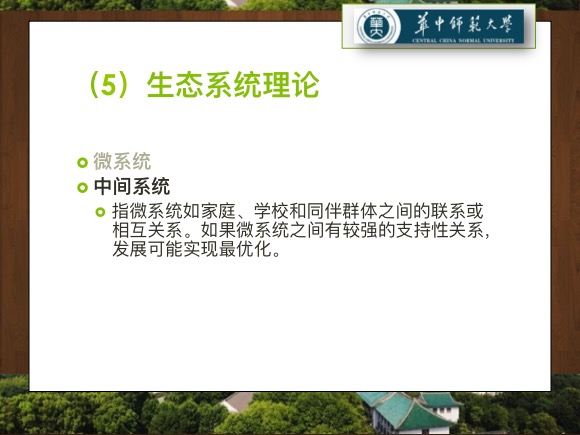 華中师範大學
CENTRAL CHINA NORMAL UNIVERSITY
（5）生态系统理论
微系统
中间系统
指微系统如家庭、学校和同伴群体之间的联系或
相互关系。如果微系统之间有较强的支持性关系，
发展可能实现最优化。